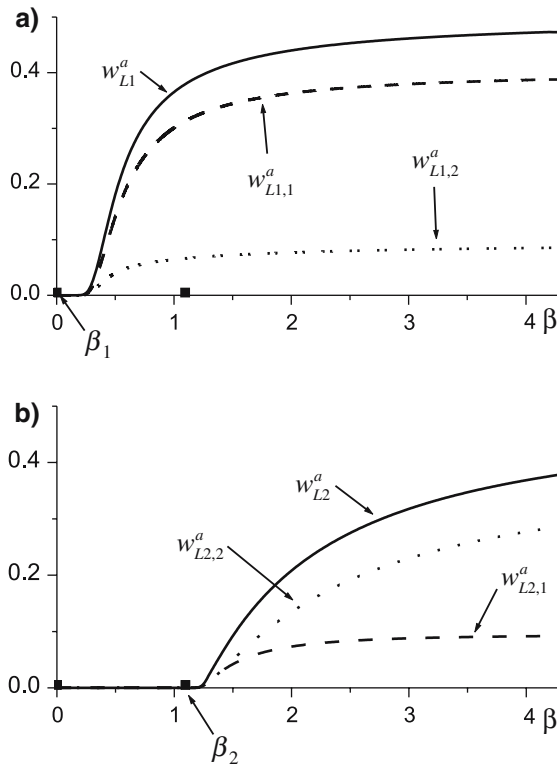 a)
0.4
0.2
0.0
w^a_{L1}
w^a_{L1,1}
w^a_{L1,2}
0 1 2 3 4 β
β_1
b)
0.4
0.2
0.0
w^a_{L2}
w^a_{L2,2}
w^a_{L2,1}
0 1 2 3 4 β
β_2